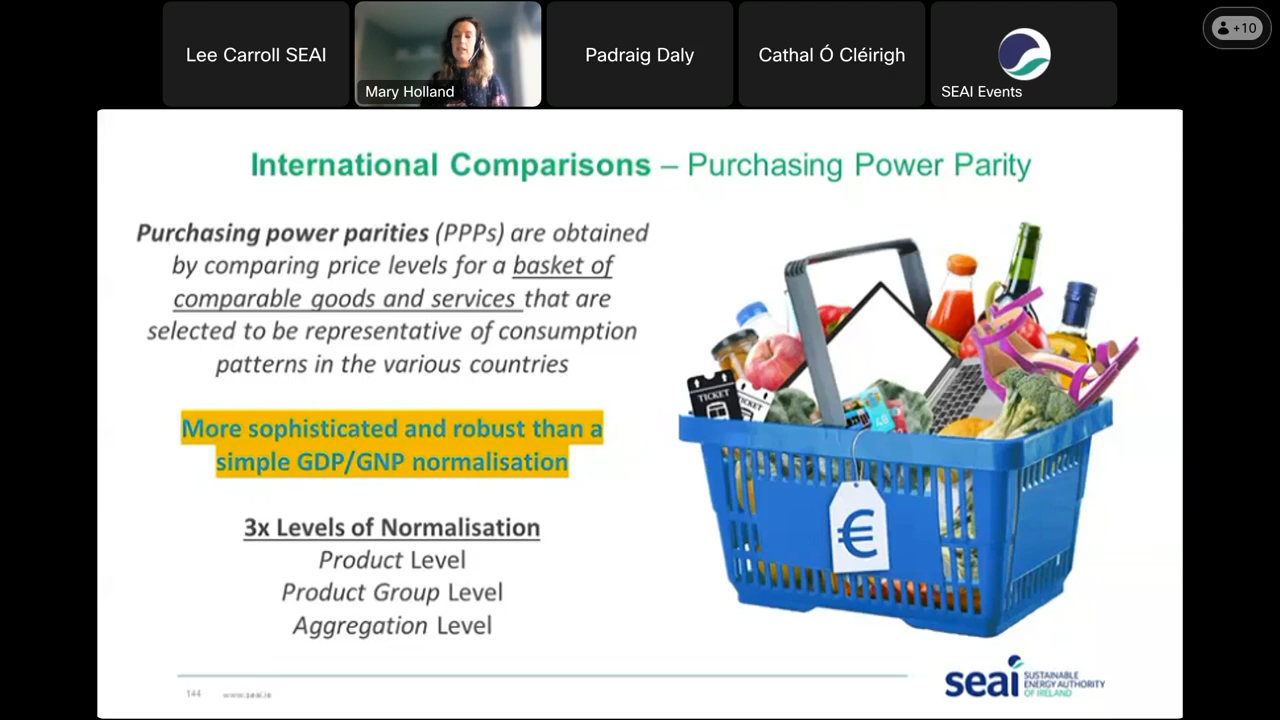 Lee Carroll SEAI
Mary Holland
Padraig Daly
Cathal Ó Cléirigh
SEAI Events
+10
International Comparisons – Purchasing Power Parity
Purchasing power parities (PPPs) are obtained
by comparing price levels for a basket of
comparable goods and services that are
selected to be representative of consumption
patterns in the various countries
More sophisticated and robust than a
simple GDP/GNP normalisation
3x Levels of Normalisation
Product Level
Product Group Level
Aggregation Level
TICKET
TICKET
€
144
www.seai.ie
seai
SUSTAINABLE
ENERGY AUTHORITY
OF IRELAND